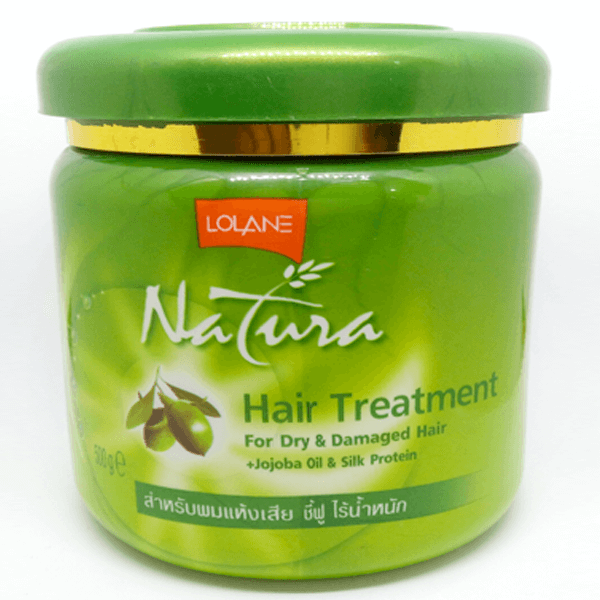 LOLANE
Natura
Hair Treatment
For Dry & Damaged Hair
+Jojoba Oil & Silk Protein
500 g ℮
สำหรับผมแห้งเสีย ชี้ฟู ไร้น้ำหนัก